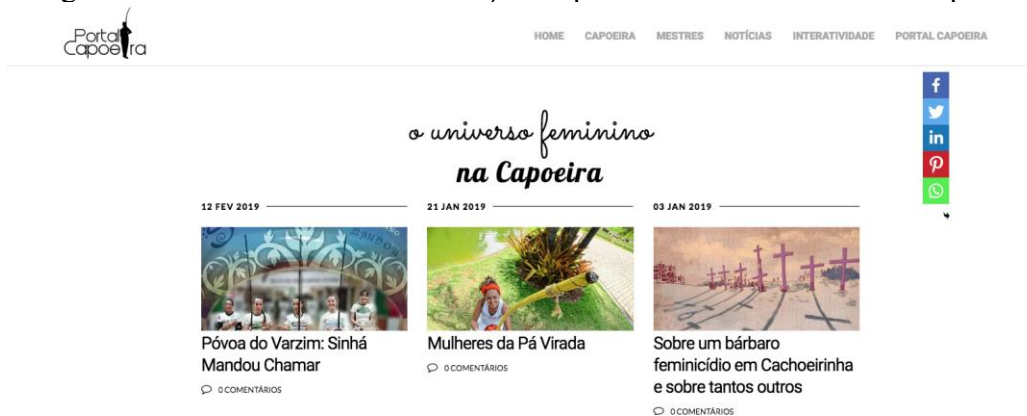 Portal
Capoeira
HOME CAPOEIRA MESTRES NOTÍCIAS INTERATIVIDADE PORTAL CAPOEIRA
o universo feminino
na Capoeira
12 FEV 2019
Póvoa do Varzim: Sinhá
Mandou Chamar
0 COMENTÁRIOS
21 JAN 2019
Mulheres da Pá Virada
0 COMENTÁRIOS
03 JAN 2019
Sobre um bárbaro
feminicídio em Cachoeirinha
e sobre tantos outros
0 COMENTÁRIOS